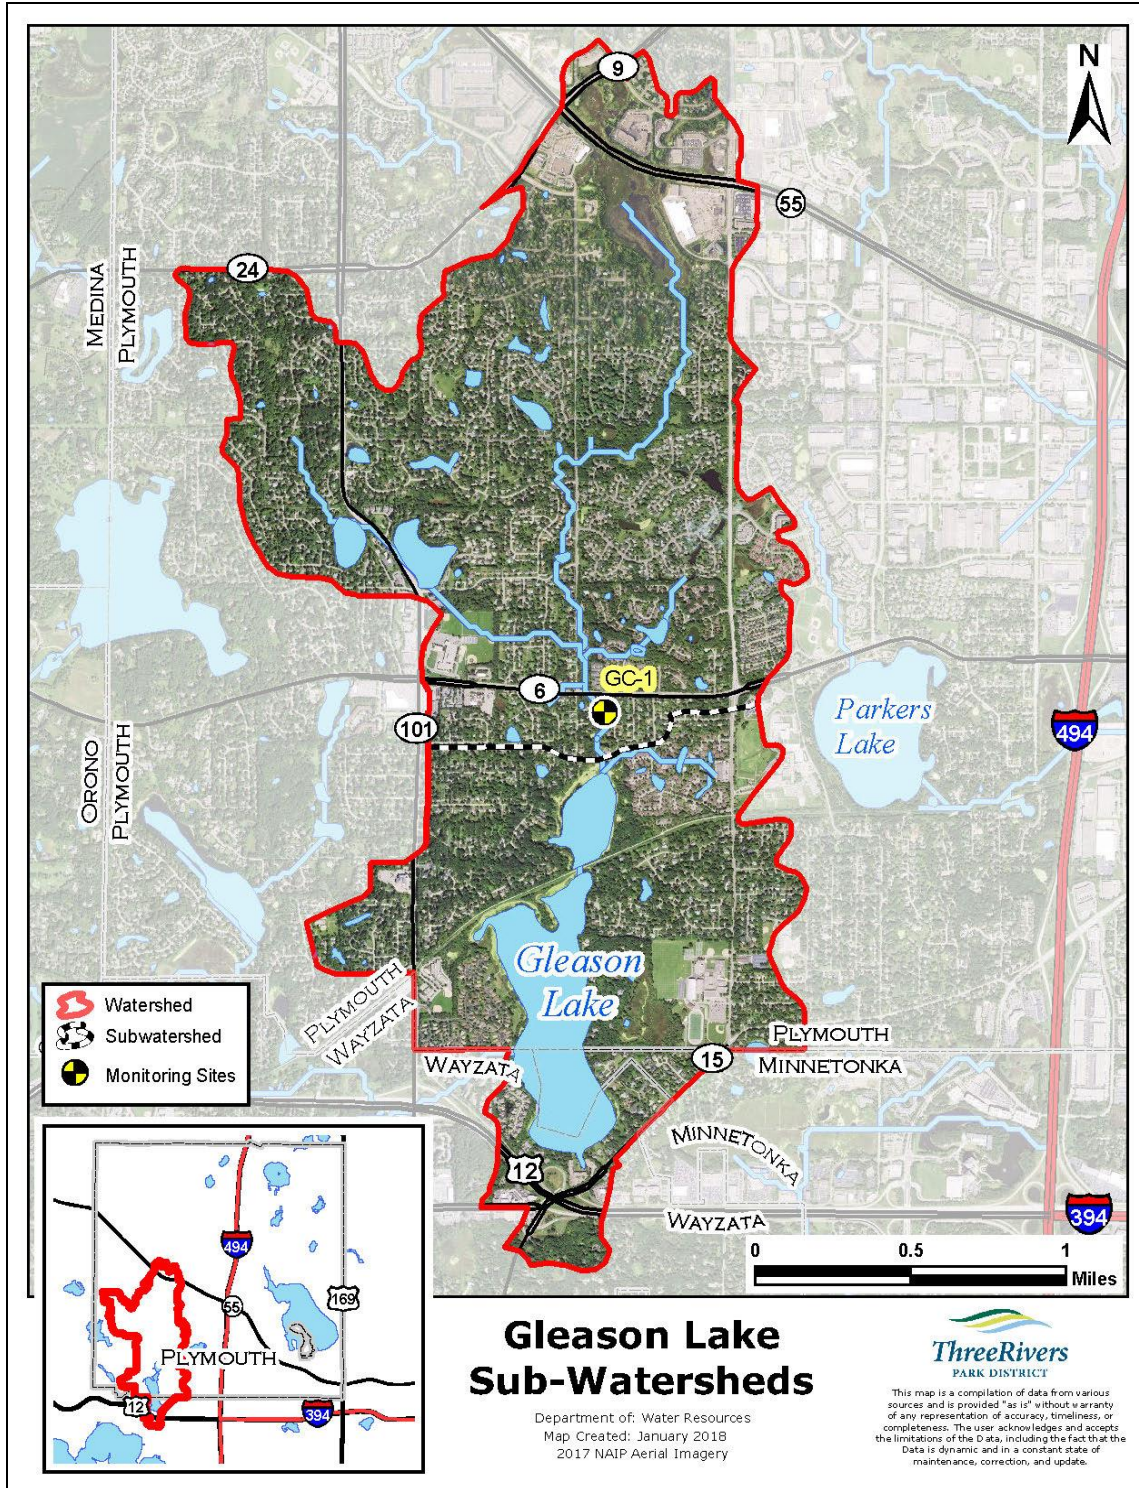 9
N
55
24
MEDINA
PLYMOUTH
GC-1
6
101
Parkers
Lake
494
ORONO
PLYMOUTH
Gleason
Lake
Watershed
Subwatershed
Monitoring Sites
PLYMOUTH
WAYZATA
WAYZATA
15
PLYMOUTH
MINNETONKA
MINNETONKA
12
WAYZATA
394
0 0.5 1
Miles
494
55
169
PLYMOUTH
12
394
Gleason Lake
Sub-Watersheds
Department of: Water Resources
Map Created: January 2018
2017 NAIP Aerial Imagery
ThreeRivers
PARK DISTRICT
This map is a compilation of data from various
sources and is provided "as is" without warranty
of any representation of accuracy, timeliness, or
completeness. The user acknowledges and accepts
the limitations of the Data, including the fact that the
Data is dynamic and in a constant state of
maintenance, correction, and update.